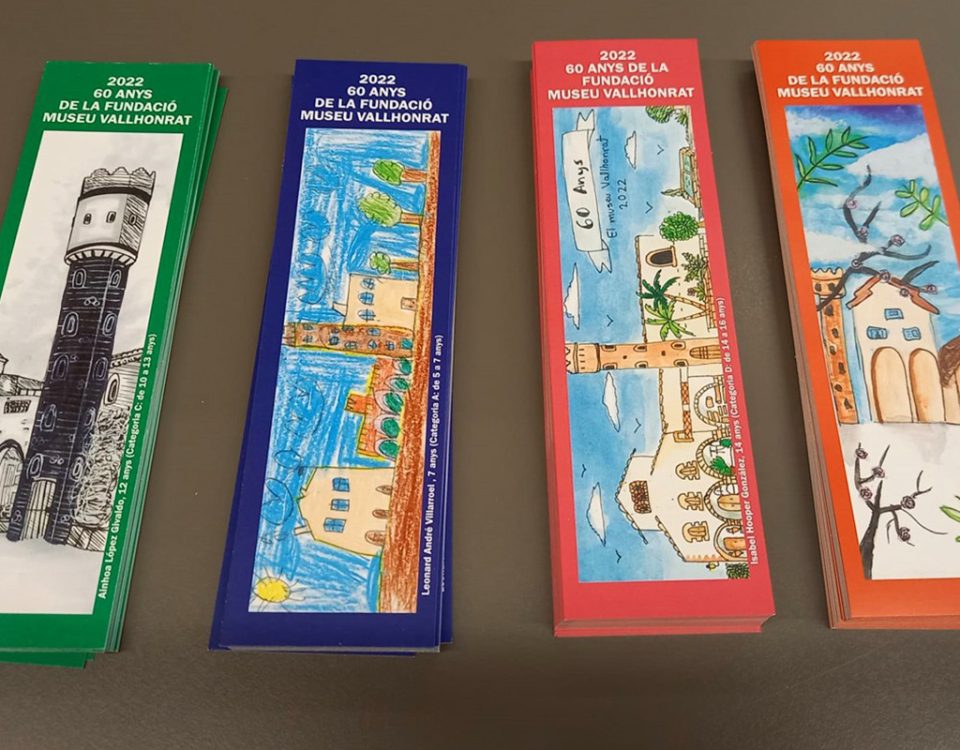 2022
60 ANYS
DE LA FUNDACIÓ
MUSEU VALLHONRAT
Ainhoa López Givaldo, 12 anys (Categoria C: de 10 a 13 anys)
2022
60 ANYS
DE LA FUNDACIÓ
MUSEU VALLHONRAT
Leonard André Villarroel , 7 anys (Categoria A: de 5 a 7 anys)
2022
60 ANYS DE LA
FUNDACIÓ
MUSEU VALLHONRAT
60 Anys
El museu Vallhonrat
2022
Isabel Hooper González, 14 anys (Categoria D: de 14 a 16 anys)
2022
60 ANYS
DE LA FUNDACIÓ
MUSEU VALLHONRAT